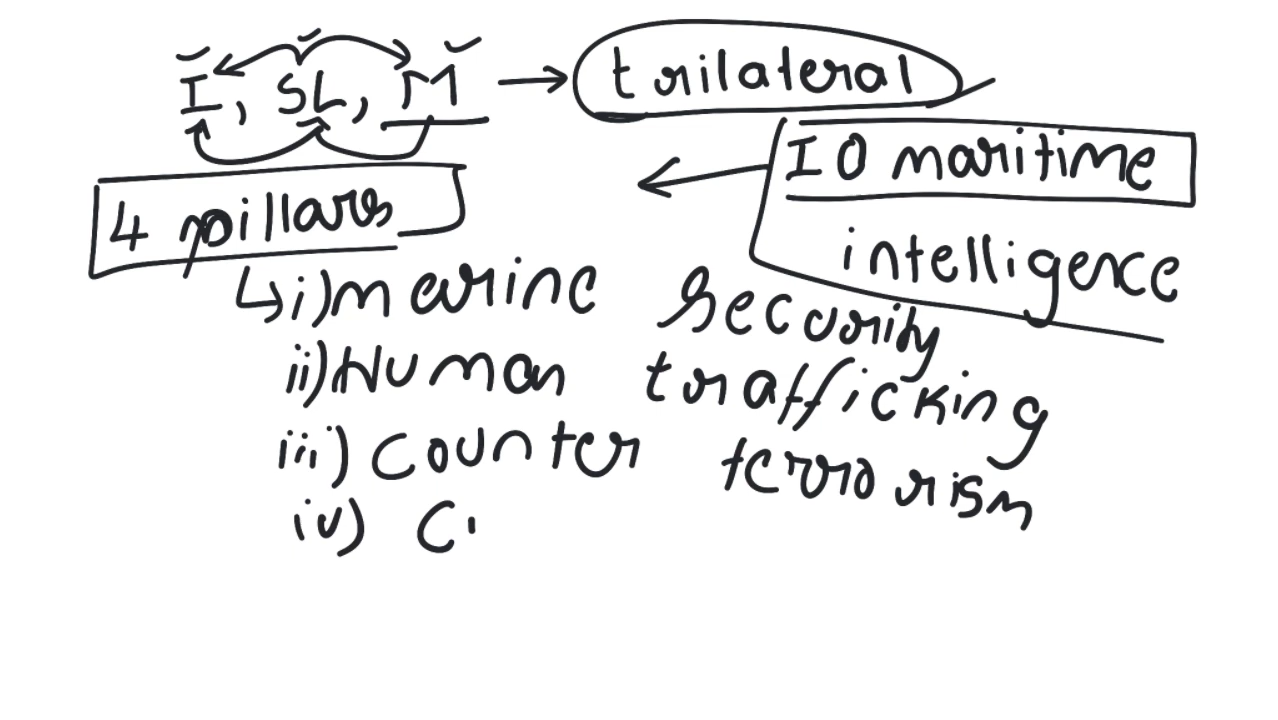 I, SL, M → trilateral
IO maritime
4 pillars
intelligence
↳ i) marine security
ii) Human trafficking
iii) counter terrorism
iv) C